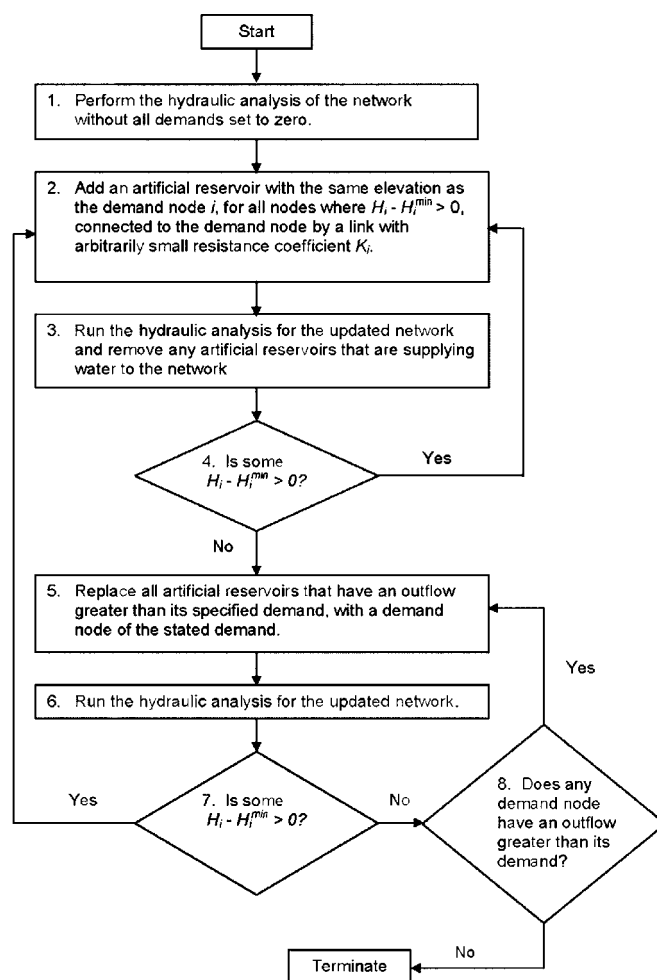 Start
1. Perform the hydraulic analysis of the network
without all demands set to zero.
2. Add an artificial reservoir with the same elevation as
the demand node i, for all nodes where Hᵢ - Hᵢᵐⁱⁿ > 0,
connected to the demand node by a link with
arbitrarily small resistance coefficient Kᵢ.
3. Run the hydraulic analysis for the updated network
and remove any artificial reservoirs that are supplying
water to the network
4. Is some
Hᵢ - Hᵢᵐⁱⁿ > 0?
Yes
No
5. Replace all artificial reservoirs that have an outflow
greater than its specified demand, with a demand
node of the stated demand.
Yes
6. Run the hydraulic analysis for the updated network.
Yes
7. Is some
Hᵢ - Hᵢᵐⁱⁿ > 0?
No
8. Does any
demand node
have an outflow
greater than its
demand?
No
Terminate